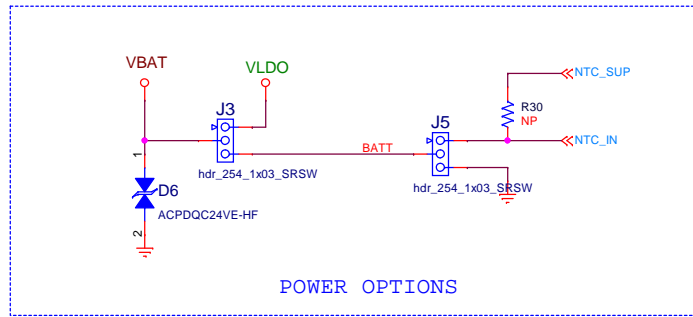 VBAT
VLDO
NTC_SUP
J3
R30
NP
J5
NTC_IN
BATT
1
hdr_254_1x03_SRSW
hdr_254_1x03_SRSW
D6
ACPDQC24VE-HF
2
POWER OPTIONS